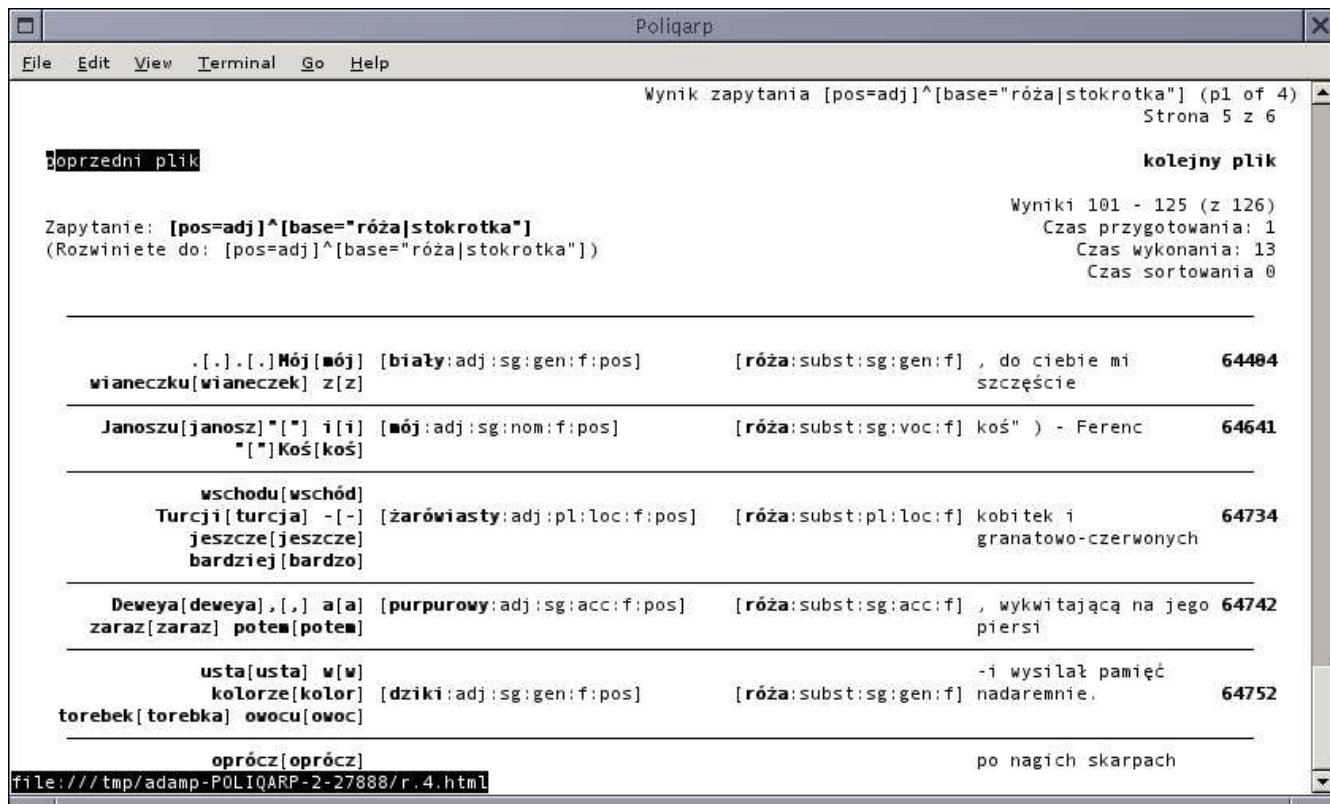 Poliqarp
File Edit View Terminal Go Help
Wynik zapytania [pos=adj]^[base="róża|stokrotka"] (p1 of 4)
Strona 5 z 6
poprzedni plik kolejny plik
Wyniki 101 - 125 (z 126)
Zapytanie: [pos=adj]^[base="róża|stokrotka"] Czas przygotowania: 1
(Rozwiniete do: [pos=adj]^[base="róża|stokrotka"]) Czas wykonania: 13
Czas sortowania 0
.[.].[.]Mój[mój] [biały:adj:sg:gen:f:pos] [róża:subst:sg:gen:f] , do ciebie mi 64404
wianeczku[wianeczek] z[z] szczęście
Janoszu[janosz]"["] i[i] [mój:adj:sg:nom:f:pos] [róża:subst:sg:voc:f] koś" ) - Ferenc 64641
"["]Koś[koś]
wschodu[wschód]
Turcji[turcja] -[-] [żarówiasty:adj:pl:loc:f:pos] [róża:subst:pl:loc:f] kobitek i 64734
jeszcze[jeszcze] granatowo-czerwonych
bardziej[bardzo]
Deweya[deweya],[,] a[a] [purpurowy:adj:sg:acc:f:pos] [róża:subst:sg:acc:f] , wykwitającą na jego 64742
zaraz[zaraz] potem[potem] piersi
usta[usta] w[w] -i wysilał pamięć
kolorze[kolor] [dziki:adj:sg:gen:f:pos] [róża:subst:sg:gen:f] nadaremnie. 64752
torebek[torebka] owocu[owoc]
oprócz[oprócz] po nagich skarpach
file:///tmp/adamp-POLIQARP-2-27888/r.4.html